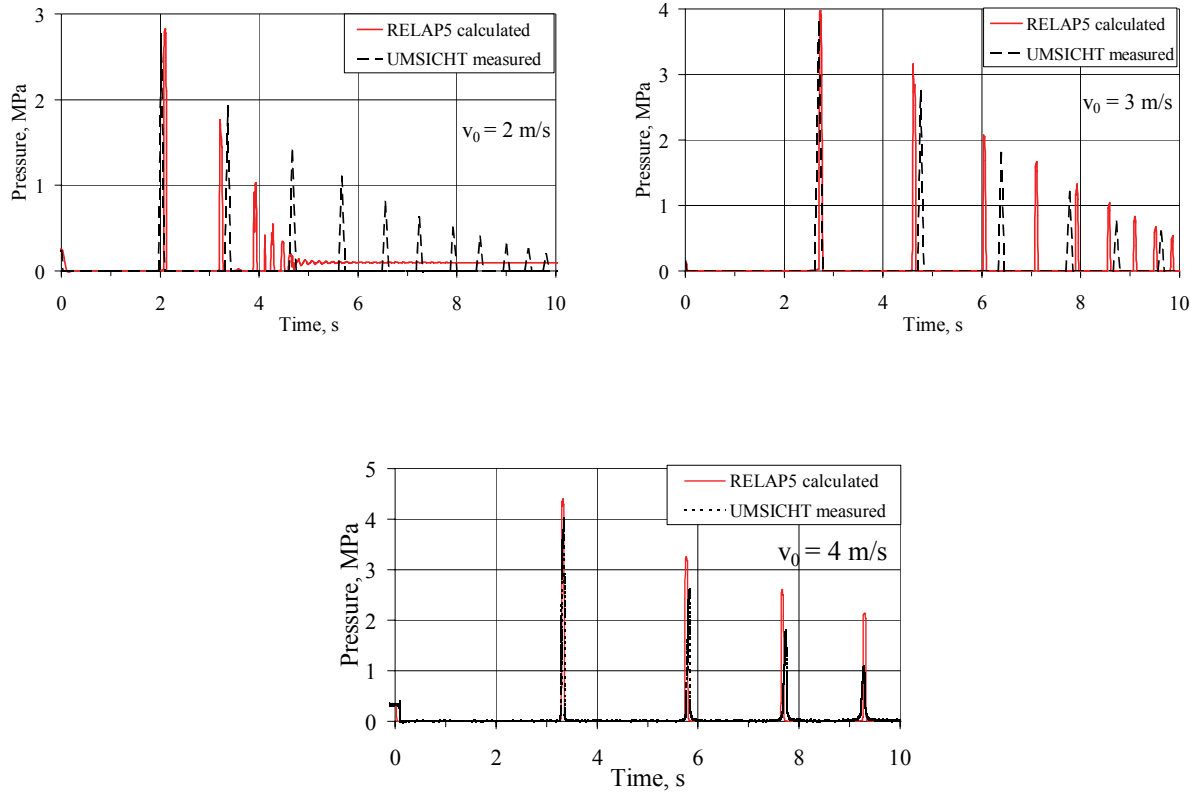 3
2
1
0
Pressure, MPa
RELAP5 calculated
UMSICHT measured
v0 = 2 m/s
0 2 4 6 8 10
Time, s
4
3
2
1
0
Pressure, MPa
RELAP5 calculated
UMSICHT measured
v0 = 3 m/s
0 2 4 6 8 10
Time, s
5
4
3
2
1
0
Pressure, MPa
RELAP5 calculated
UMSICHT measured
v0 = 4 m/s
0 2 4 6 8 10
Time, s